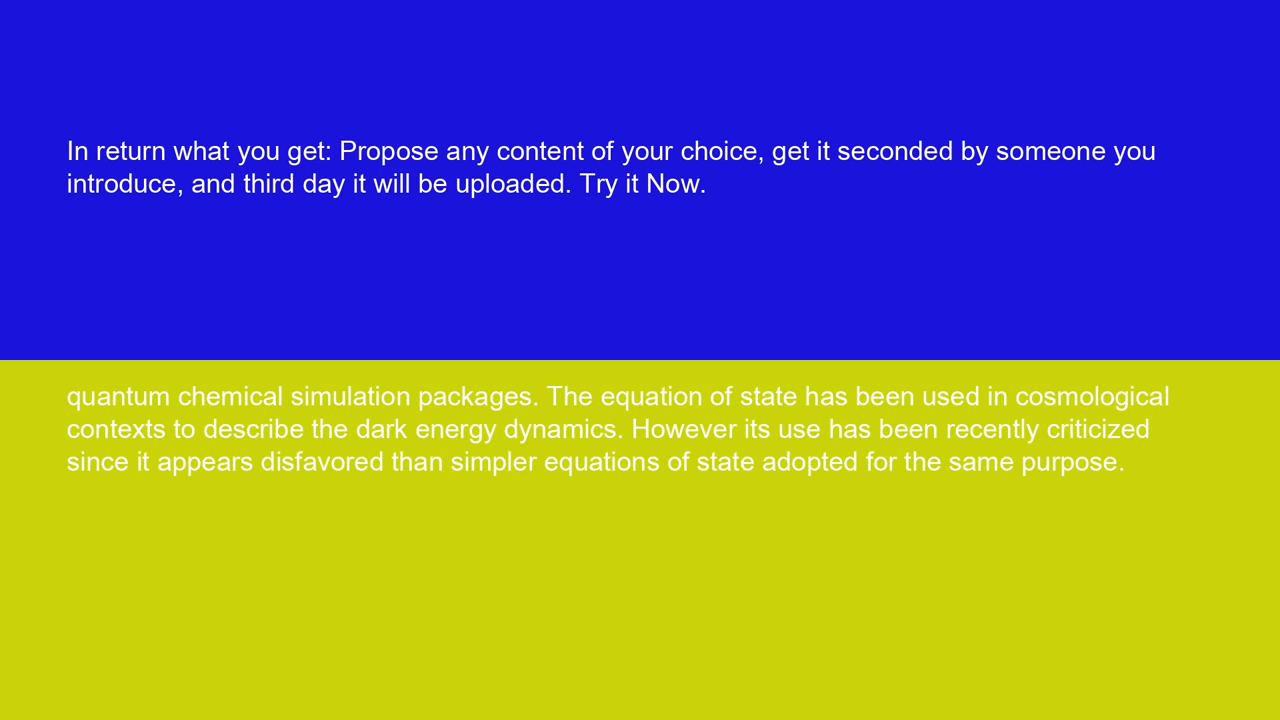 In return what you get: Propose any content of your choice, get it seconded by someone you
introduce, and third day it will be uploaded. Try it Now.
quantum chemical simulation packages. The equation of state has been used in cosmological
contexts to describe the dark energy dynamics. However its use has been recently criticized
since it appears disfavored than simpler equations of state adopted for the same purpose.